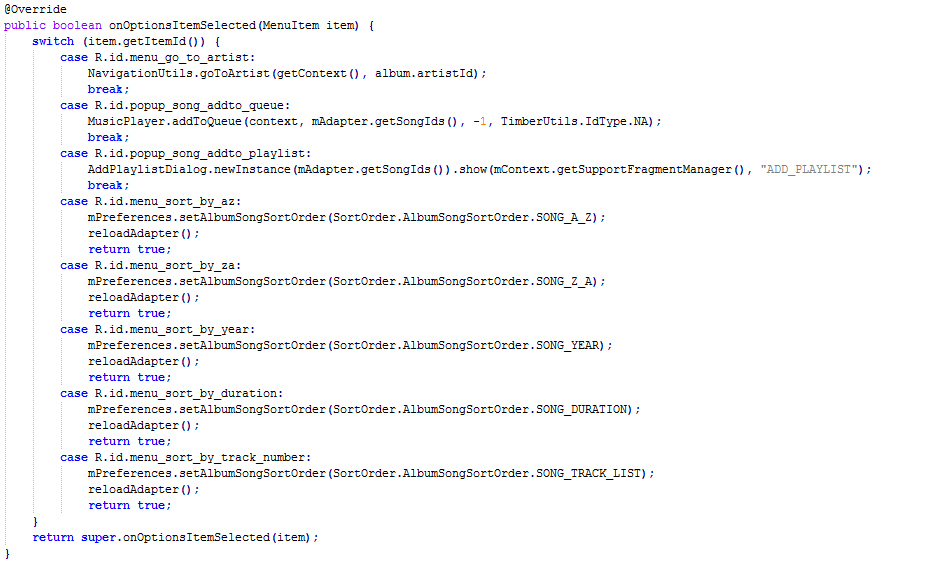 @Override
public boolean onOptionsItemSelected(MenuItem item) {
switch (item.getItemId()) {
case R.id.menu_go_to_artist:
NavigationUtils.goToArtist(getContext(), album.artistId);
break;
case R.id.popup_song_addto_queue:
MusicPlayer.addToQueue(context, mAdapter.getSongIds(), -1, TimberUtils.IdType.NA);
break;
case R.id.popup_song_addto_playlist:
AddPlaylistDialog.newInstance(mAdapter.getSongIds()).show(mContext.getSupportFragmentManager(), "ADD_PLAYLIST");
break;
case R.id.menu_sort_by_az:
mPreferences.setAlbumSongSortOrder(SortOrder.AlbumSongSortOrder.SONG_A_Z);
reloadAdapter();
return true;
case R.id.menu_sort_by_za:
mPreferences.setAlbumSongSortOrder(SortOrder.AlbumSongSortOrder.SONG_Z_A);
reloadAdapter();
return true;
case R.id.menu_sort_by_year:
mPreferences.setAlbumSongSortOrder(SortOrder.AlbumSongSortOrder.SONG_YEAR);
reloadAdapter();
return true;
case R.id.menu_sort_by_duration:
mPreferences.setAlbumSongSortOrder(SortOrder.AlbumSongSortOrder.SONG_DURATION);
reloadAdapter();
return true;
case R.id.menu_sort_by_track_number:
mPreferences.setAlbumSongSortOrder(SortOrder.AlbumSongSortOrder.SONG_TRACK_LIST);
reloadAdapter();
return true;
}
return super.onOptionsItemSelected(item);
}